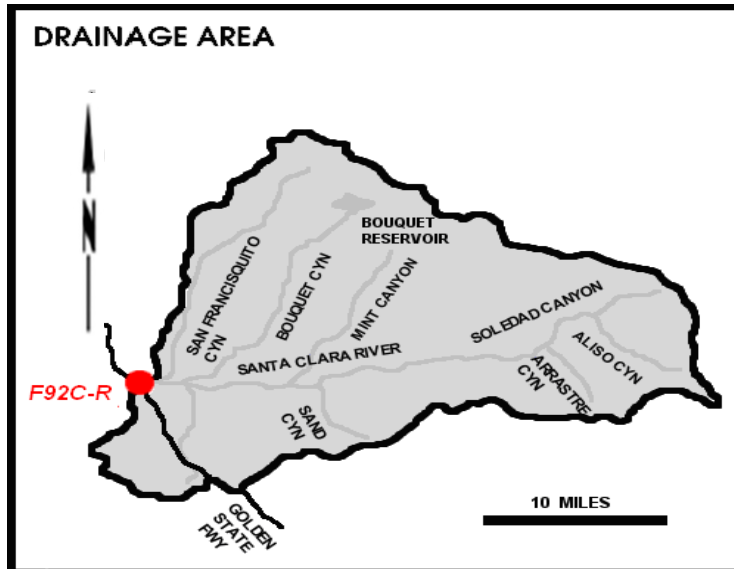 DRAINAGE AREA
N
BOUQUET
RESERVOIR
SAN FRANCISQUITO
CYN
BOUQUET CYN
MINT CANYON
SOLEDAD CANYON
SANTA CLARA RIVER
ALISO CYN
ARRASTRE
CYN
F92C-R
SAND
CYN
10 MILES
GOLDEN
STATE
FWY